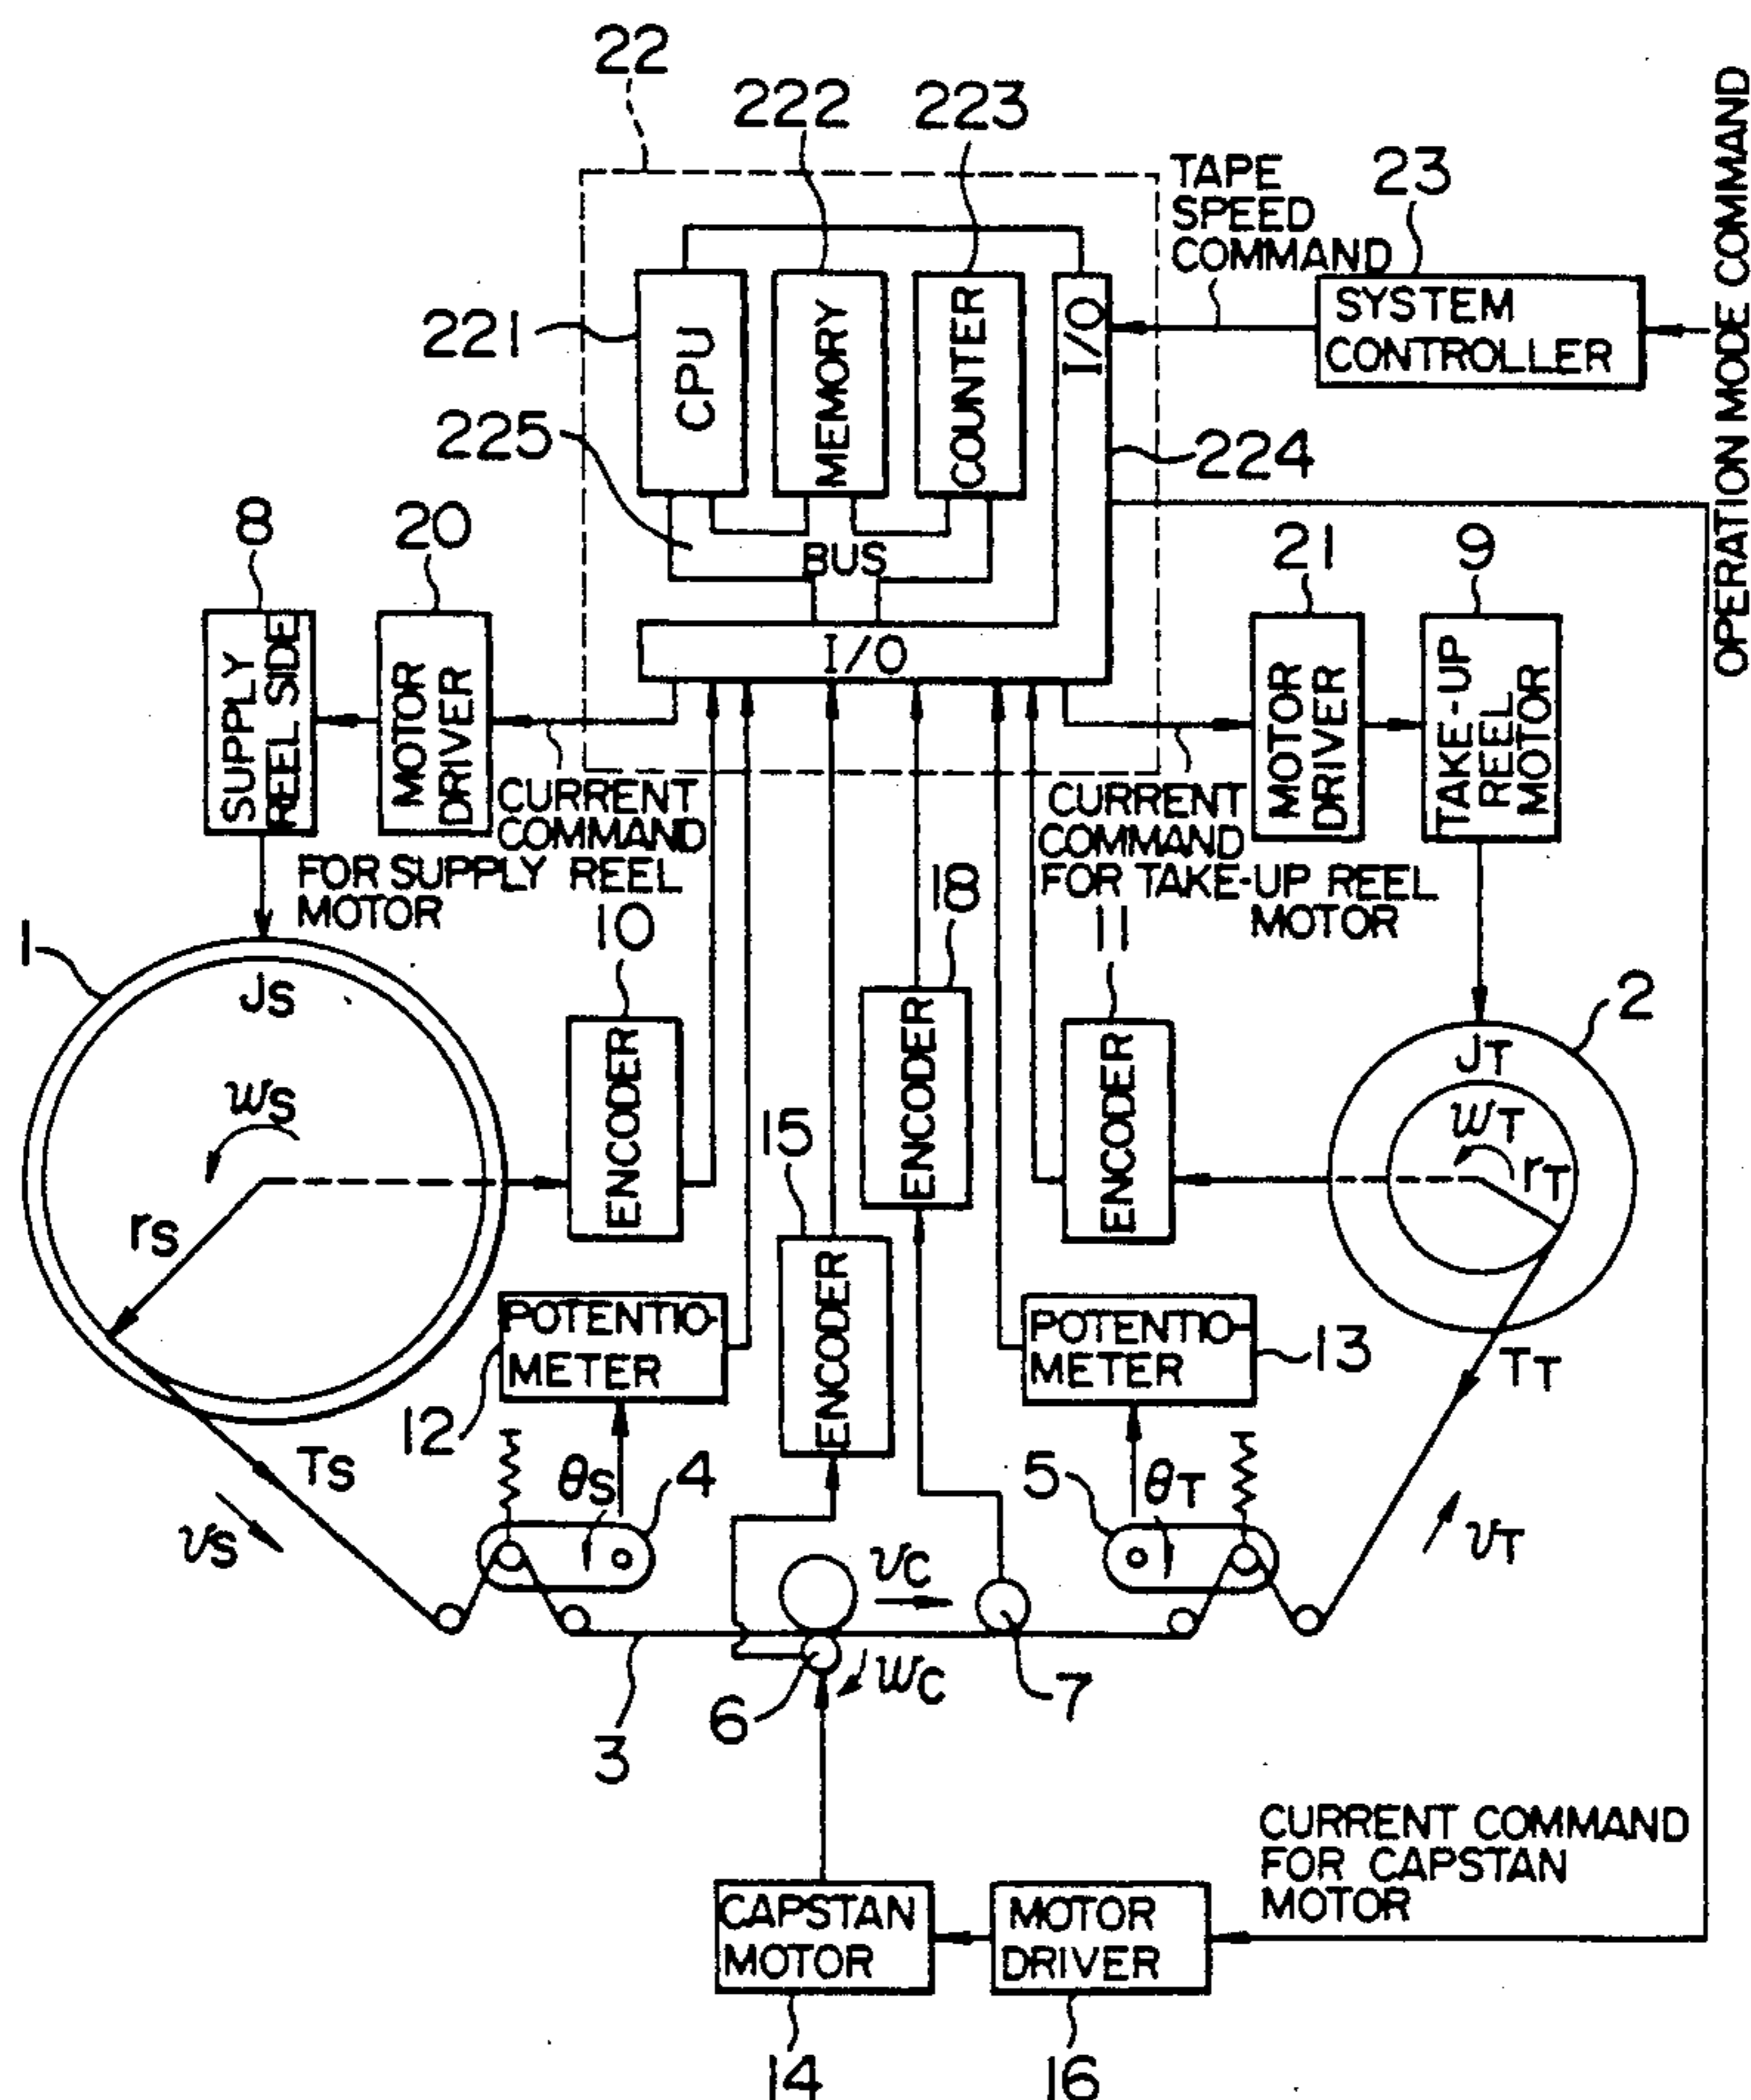 22
222
223
TAPE
SPEED
COMMAND
23
OPERATION MODE COMMAND
221
CPU
MEMORY
COUNTER
I/O
SYSTEM
CONTROLLER
225
224
BUS
I/O
8
20
21
9
SUPPLY
REEL SIDE
MOTOR
DRIVER
MOTOR
DRIVER
TAKE-UP
REEL
MOTOR
CURRENT
COMMAND
FOR SUPPLY REEL
MOTOR
CURRENT
COMMAND
FOR TAKE-UP REEL
MOTOR
1
10
18
11
2
JS
JT
ENCODER
ENCODER
ENCODER
wS
wT
rS
rT
15
ENCODER
POTENTIO-
METER
POTENTIO-
METER
12
13
TS
TT
θS
4
5
θT
vS
vC
vT
wC
6
7
3
CURRENT COMMAND
FOR CAPSTAN
MOTOR
CAPSTAN
MOTOR
MOTOR
DRIVER
14
16